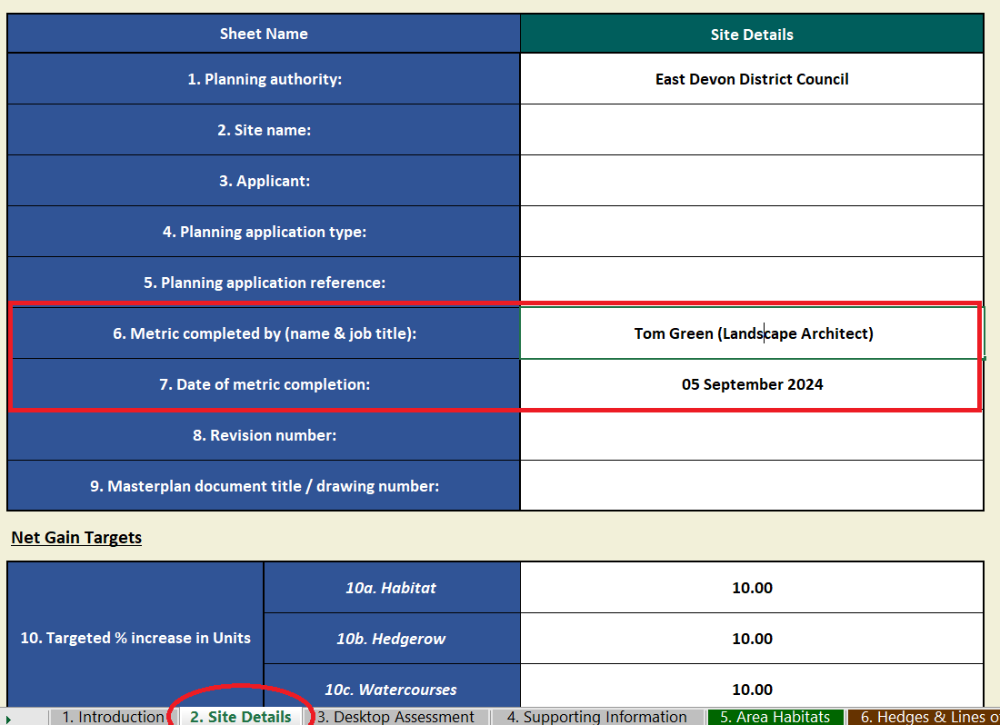 Sheet Name
Site Details
1. Planning authority:
East Devon District Council
2. Site name:
3. Applicant:
4. Planning application type:
5. Planning application reference:
6. Metric completed by (name & job title):
Tom Green (Landscape Architect)
7. Date of metric completion:
05 September 2024
8. Revision number:
9. Masterplan document title / drawing number:
Net Gain Targets
10. Targeted % increase in Units
10a. Habitat
10.00
10b. Hedgerow
10.00
10c. Watercourses
10.00
1. Introduction
2. Site Details
3. Desktop Assessment
4. Supporting Information
5. Area Habitats
6. Hedges & Lines o